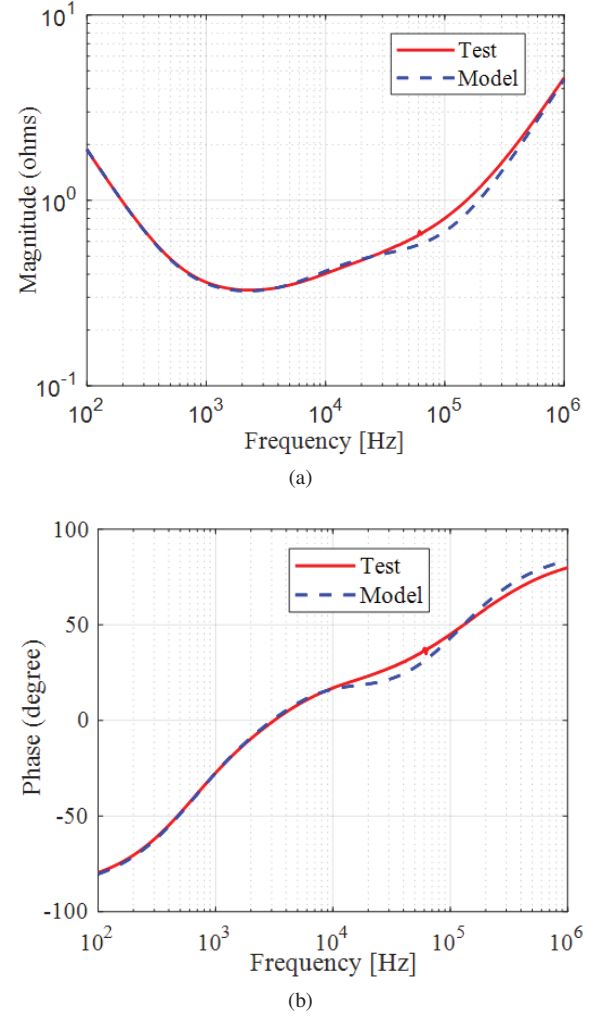 10^1
Test
Model
10^0
10^-1
Magnitude (ohms)
10^2 10^3 10^4 10^5 10^6
Frequency [Hz]
(a)
100
Test
Model
50
0
-50
-100
Phase (degree)
10^2 10^3 10^4 10^5 10^6
Frequency [Hz]
(b)